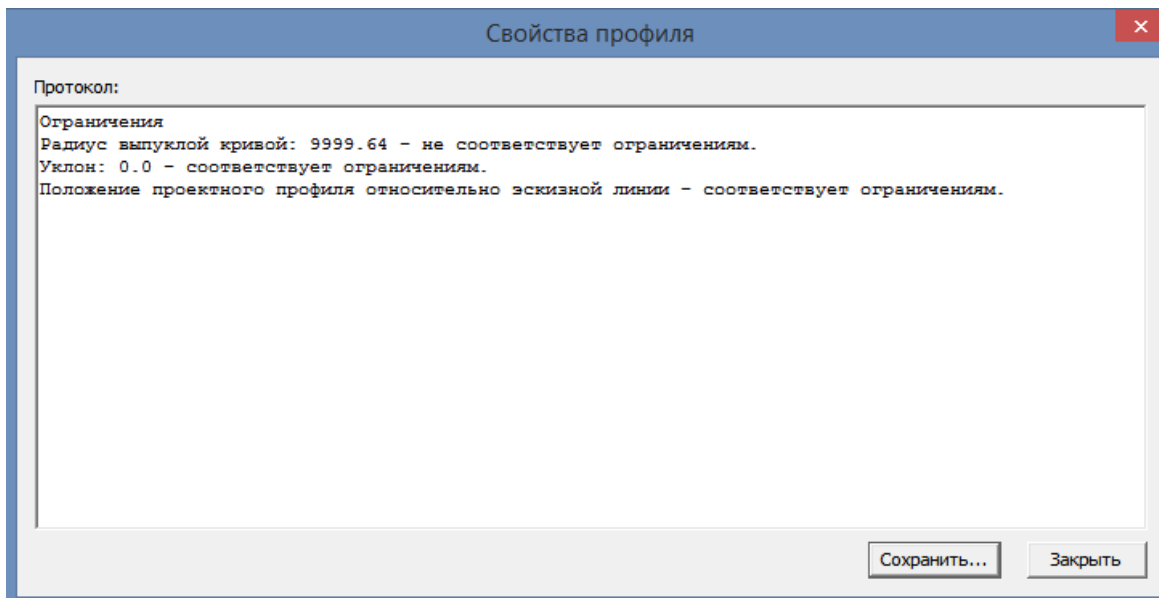 Свойства профиля
Протокол:
Ограничения
Радиус выпуклой кривой: 9999.64 - не соответствует ограничениям.
Уклон: 0.0 - соответствует ограничениям.
Положение проектного профиля относительно эскизной линии - соответствует ограничениям.
Сохранить... Закрыть